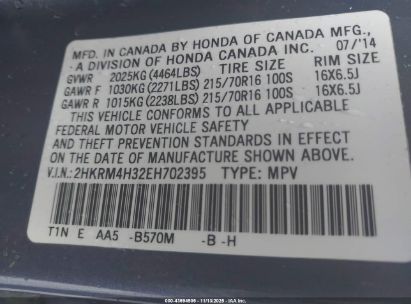 MFD. IN CANADA BY HONDA OF CANADA MFG.,
- A DIVISION OF HONDA CANADA INC. 07/'14
GVWR 2025KG (4464LBS) TIRE SIZE RIM SIZE
GAWR F 1030KG (2271LBS) 215/70R16 100S 16X6.5J
GAWR R 1015KG (2238LBS) 215/70R16 100S 16X6.5J
THIS VEHICLE CONFORMS TO ALL APPLICABLE
FEDERAL MOTOR VEHICLE SAFETY
AND THEFT PREVENTION STANDARDS IN EFFECT
ON THE DATE OF MANUFACTURE SHOWN ABOVE.
V.I.N.: 2HKRM4H32EH702395 TYPE: MPV
T1N E AA5 -B570M -B -H